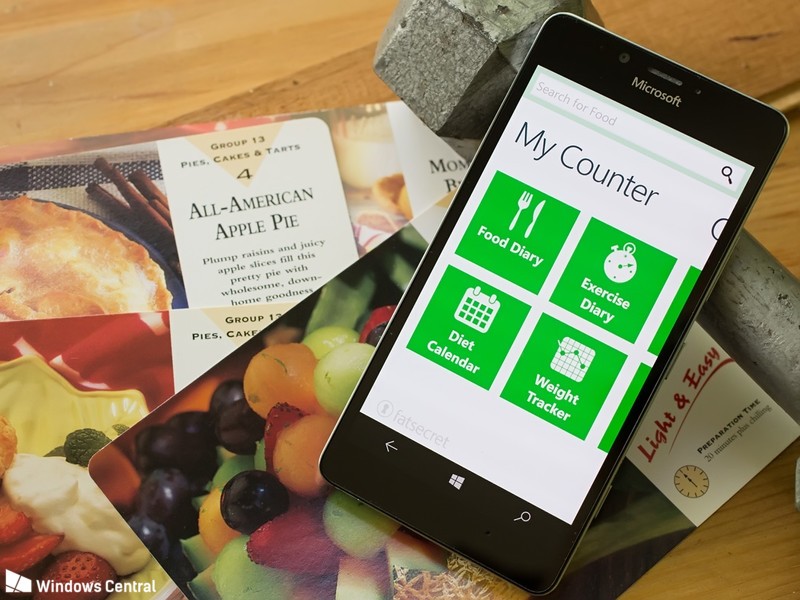 GROUP 13
PIES, CAKES & TARTS
4
ALL-AMERICAN
APPLE PIE
Plump raisins and juicy
apple slices fill this
pretty pie with
wholesome, down-
home goodness
GROUP 13
PIES, CAKES
Microsoft
Search for Food
My Counter
Food Diary
Exercise
Diary
Diet
Calendar
Weight
Tracker
fatsecret
Light & Easy
PREPARATION TIME
20 minutes plus chilling
Windows Central